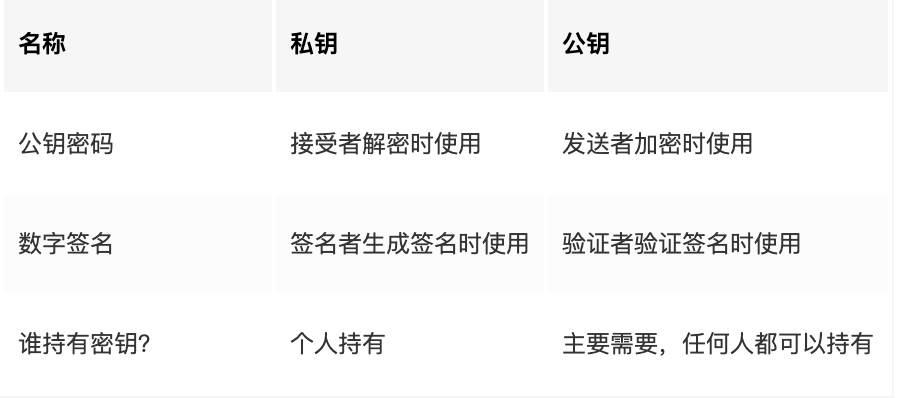 名称 私钥 公钥
公钥密码 接受者解密时使用 发送者加密时使用
数字签名 签名者生成签名时使用 验证者验证签名时使用
谁持有密钥? 个人持有 主要需要，任何人都可以持有